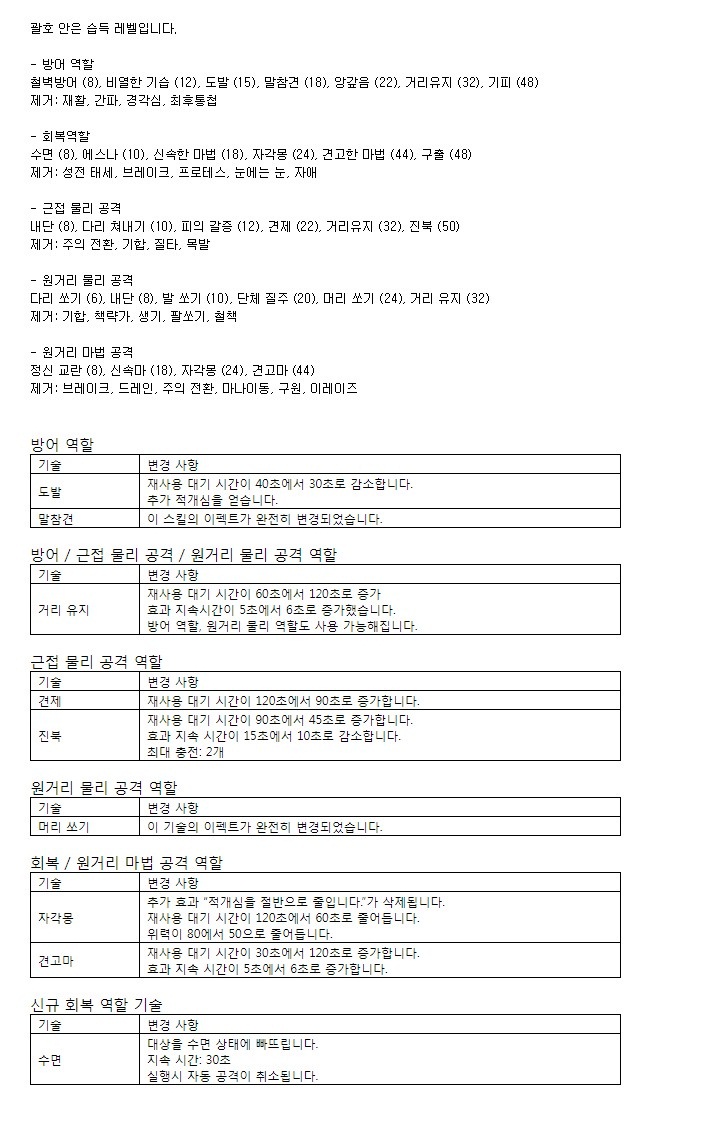 괄호 안은 습득 레벨입니다.
- 방어 역할
철벽방어 (8), 비열한 기습 (12), 도발 (15), 말참견 (18), 앙갚음 (22), 거리유지 (32), 기피 (48)
제거: 재활, 간파, 경각심, 최후통첩
- 회복역할
수면 (8), 에스나 (10), 신속한 마법 (18), 자각몽 (24), 견고한 마법 (44), 구출 (48)
제거: 성전 태세, 브레이크, 프로테스, 눈에는 눈, 자애
- 근접 물리 공격
내단 (8), 다리 쳐내기 (10), 피의 갈증 (12), 견제 (22), 거리유지 (32), 진북 (50)
제거: 주의 전환, 기합, 질타, 목발
- 원거리 물리 공격
다리 쏘기 (6), 내단 (8), 발 쏘기 (10), 단체 질주 (20), 머리 쏘기 (24), 거리 유지 (32)
제거: 기합, 책략가, 생기, 팔쏘기, 철책
- 원거리 마법 공격
정신 교란 (8), 신속마 (18), 자각몽 (24), 견고마 (44)
제거: 브레이크, 드레인, 주의 전환, 마나이동, 구원, 이레이즈
방어 역할
기술 변경 사항
도발 재사용 대기 시간이 40초에서 30초로 감소합니다.
추가 적개심을 얻습니다.
말참견 이 스킬의 이펙트가 완전히 변경되었습니다.
방어 / 근접 물리 공격 / 원거리 물리 공격 역할
기술 변경 사항
거리 유지 재사용 대기 시간이 60초에서 120초로 증가
효과 지속시간이 5초에서 6초로 증가했습니다.
방어 역할, 원거리 물리 역할도 사용 가능해집니다.
근접 물리 공격 역할
기술 변경 사항
견제 재사용 대기 시간이 120초에서 90초로 증가합니다.
진북 재사용 대기 시간이 90초에서 45초로 증가합니다.
효과 지속 시간이 15초에서 10초로 감소합니다.
최대 충전: 2개
원거리 물리 공격 역할
기술 변경 사항
머리 쏘기 이 기술의 이펙트가 완전히 변경되었습니다.
회복 / 원거리 마법 공격 역할
기술 변경 사항
자각몽 추가 효과 “적개심을 절반으로 줄입니다.”가 삭제됩니다.
재사용 대기 시간이 120초에서 60초로 줄어듭니다.
위력이 80에서 50으로 줄어듭니다.
견고마 재사용 대기 시간이 30초에서 120초로 증가합니다.
효과 지속 시간이 5초에서 6초로 증가합니다.
신규 회복 역할 기술
기술 변경 사항
수면 대상을 수면 상태에 빠뜨립니다.
지속 시간: 30초
실행시 자동 공격이 취소됩니다.